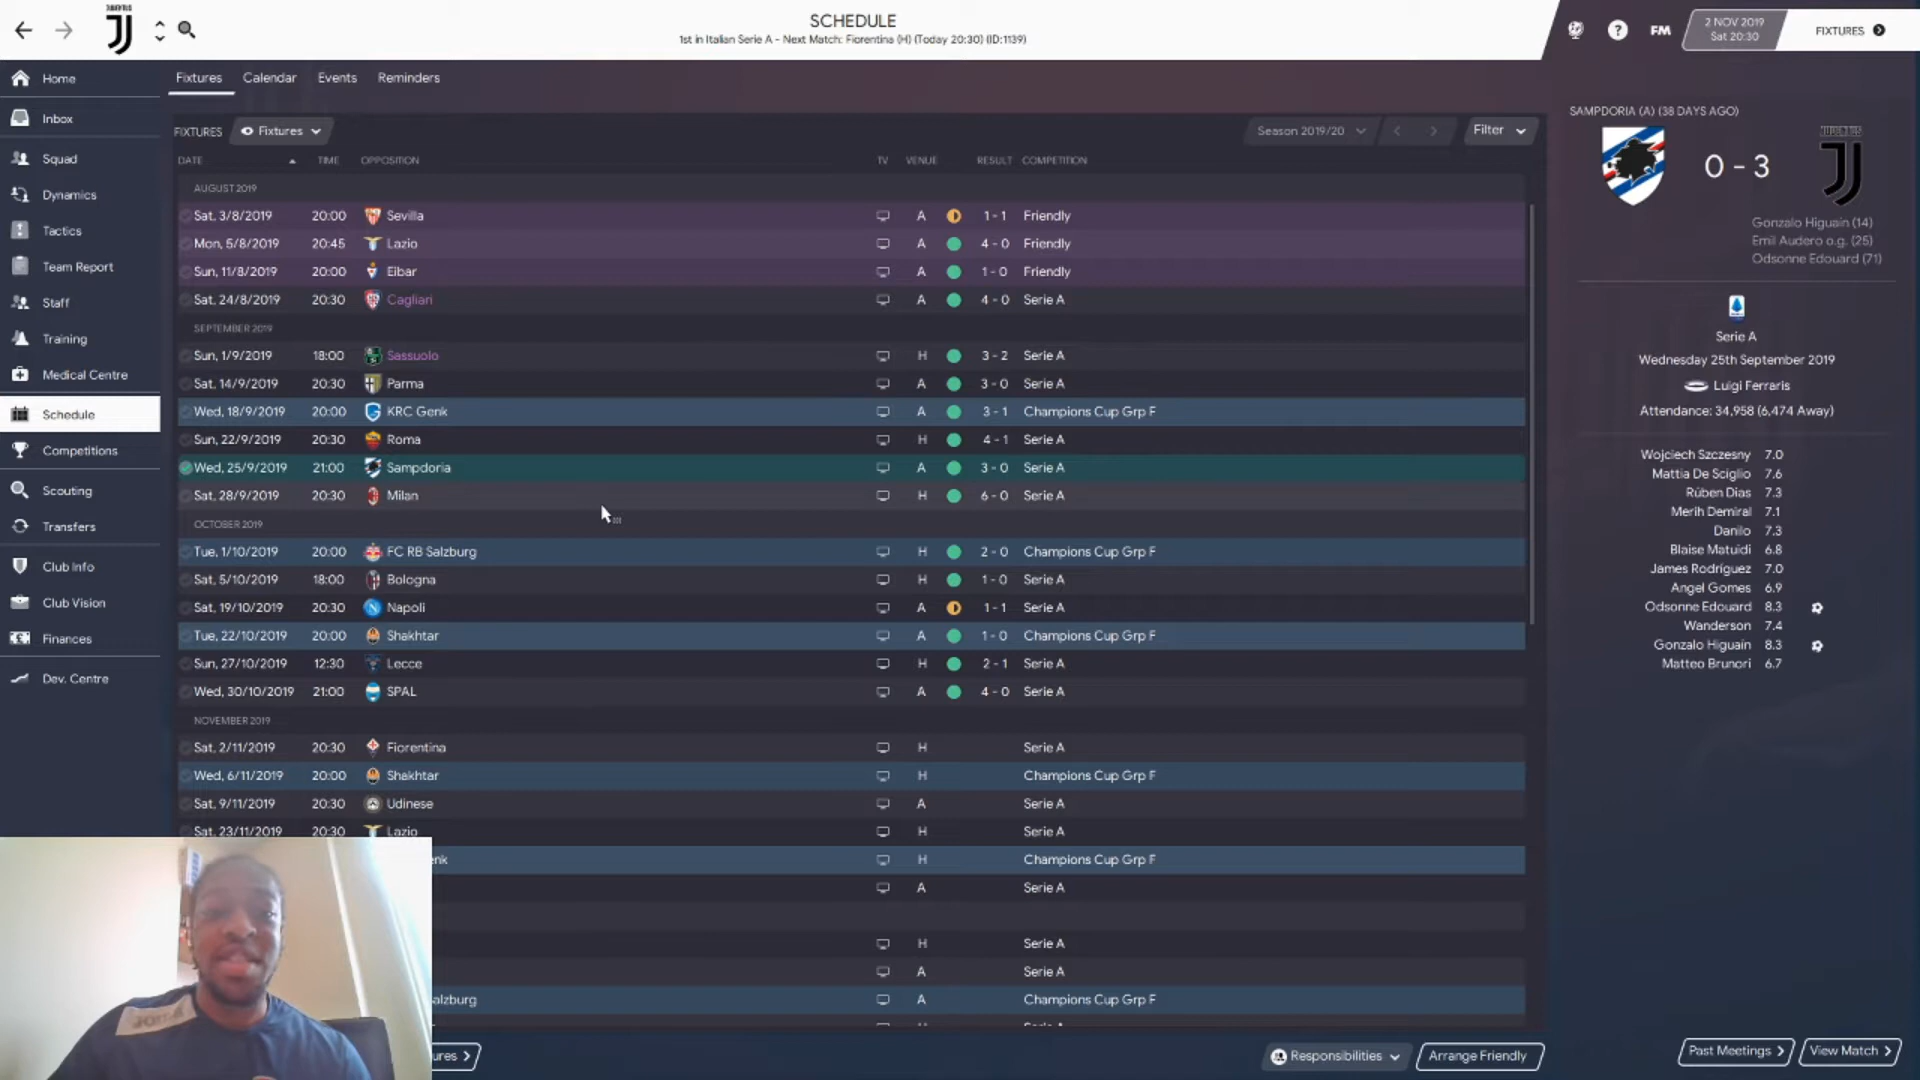 JUVENTUS
SCHEDULE
1st in Italian Serie A - Next Match: Fiorentina (H) (Today 20:30) (ID:1139)
? FM 2 NOV 2019
Sat 20:30
FIXTURES
Home
Inbox
Squad
Dynamics
Tactics
Team Report
Staff
Training
Medical Centre
Schedule
Competitions
Scouting
Transfers
Club Info
Club Vision
Finances
Dev. Centre
Fixtures Calendar Events Reminders
FIXTURES Fixtures Season 2019/20 Filter
DATE TIME OPPOSITION TV VENUE RESULT COMPETITION
AUGUST 2019
Sat, 3/8/2019 20:00 Sevilla A 1 - 1 Friendly
Mon, 5/8/2019 20:45 Lazio A 4 - 0 Friendly
Sun, 11/8/2019 20:00 Eibar A 1 - 0 Friendly
Sat, 24/8/2019 20:30 Cagliari A 4 - 0 Serie A
SEPTEMBER 2019
Sun, 1/9/2019 18:00 Sassuolo H 3 - 2 Serie A
Sat, 14/9/2019 20:30 Parma A 3 - 0 Serie A
Wed, 18/9/2019 20:00 KRC Genk A 3 - 1 Champions Cup Grp F
Sun, 22/9/2019 20:30 Roma H 4 - 1 Serie A
Wed, 25/9/2019 21:00 Sampdoria A 3 - 0 Serie A
Sat, 28/9/2019 20:30 Milan H 6 - 0 Serie A
OCTOBER 2019
Tue, 1/10/2019 20:00 FC RB Salzburg H 2 - 0 Champions Cup Grp F
Sat, 5/10/2019 18:00 Bologna H 1 - 0 Serie A
Sat, 19/10/2019 20:30 Napoli A 1 - 1 Serie A
Tue, 22/10/2019 20:00 Shakhtar A 1 - 0 Champions Cup Grp F
Sun, 27/10/2019 12:30 Lecce H 2 - 1 Serie A
Wed, 30/10/2019 21:00 SPAL A 4 - 0 Serie A
NOVEMBER 2019
Sat, 2/11/2019 20:30 Fiorentina H Serie A
Wed, 6/11/2019 20:00 Shakhtar H Champions Cup Grp F
Sat, 9/11/2019 20:30 Udinese A Serie A
Sat, 23/11/2019 20:30 Lazio H Serie A
enk H Champions Cup Grp F
A Serie A
H Serie A
A Serie A
alzburg A Champions Cup Grp F
ures Responsibilities Arrange Friendly
SAMPDORIA (A) (38 DAYS AGO)
0 - 3
JUVENTUS
Gonzalo Higuaín (14)
Emil Audero o.g. (25)
Odsonne Edouard (71)
Serie A
Wednesday 25th September 2019
Luigi Ferraris
Attendance: 34,958 (6,474 Away)
Wojciech Szczesny 7.0
Mattia De Sciglio 7.6
Rúben Dias 7.3
Merih Demiral 7.1
Danilo 7.3
Blaise Matuidi 6.8
James Rodríguez 7.0
Angel Gomes 6.9
Odsonne Edouard 8.3
Wanderson 7.4
Gonzalo Higuaín 8.3
Matteo Brunori 6.7
Past Meetings View Match